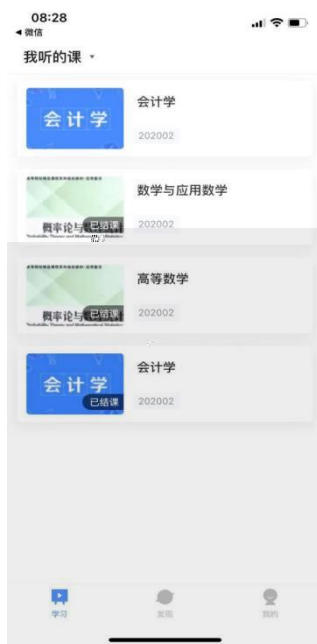 08:28
◀ 微信
我听的课
会计学
会计学
202002
数学与应用数学
概率论与
已结课
202002
高等数学
概率论与
已结课
202002
会计学
会计学
已结课
202002
学习
发现
我的